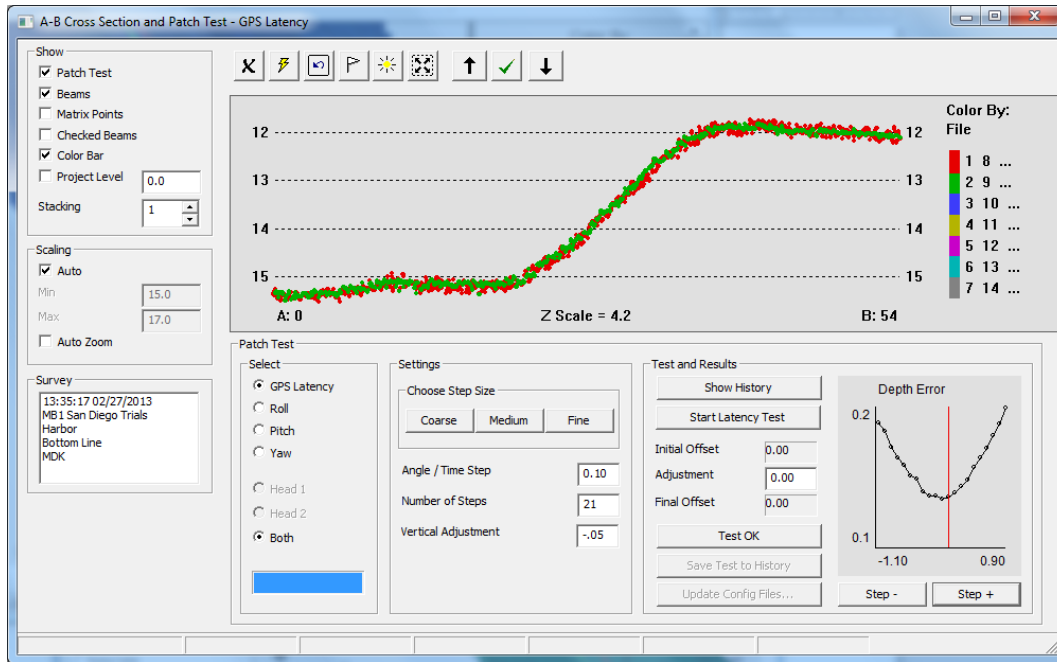 A-B Cross Section and Patch Test - GPS Latency
Show
Patch Test
Beams
Matrix Points
Checked Beams
Color Bar
Project Level 0.0
Stacking 1
Scaling
Auto
Min 15.0
Max 17.0
Auto Zoom
Survey
13:35:17 02/27/2013
MB1 San Diego Trials
Harbor
Bottom Line
MDK
12 12
13 13
14 14
15 15
A: 0 Z Scale = 4.2 B: 54
Color By:
File
1 8 ...
2 9 ...
3 10 ...
4 11 ...
5 12 ...
6 13 ...
7 14 ...
Patch Test
Select
GPS Latency
Roll
Pitch
Yaw
Head 1
Head 2
Both
Settings
Choose Step Size
Coarse Medium Fine
Angle / Time Step 0.10
Number of Steps 21
Vertical Adjustment -.05
Test and Results
Show History
Start Latency Test
Initial Offset 0.00
Adjustment 0.00
Final Offset 0.00
Test OK
Save Test to History
Update Config Files...
Depth Error
0.2
0.1
-1.10 0.90
Step - Step +